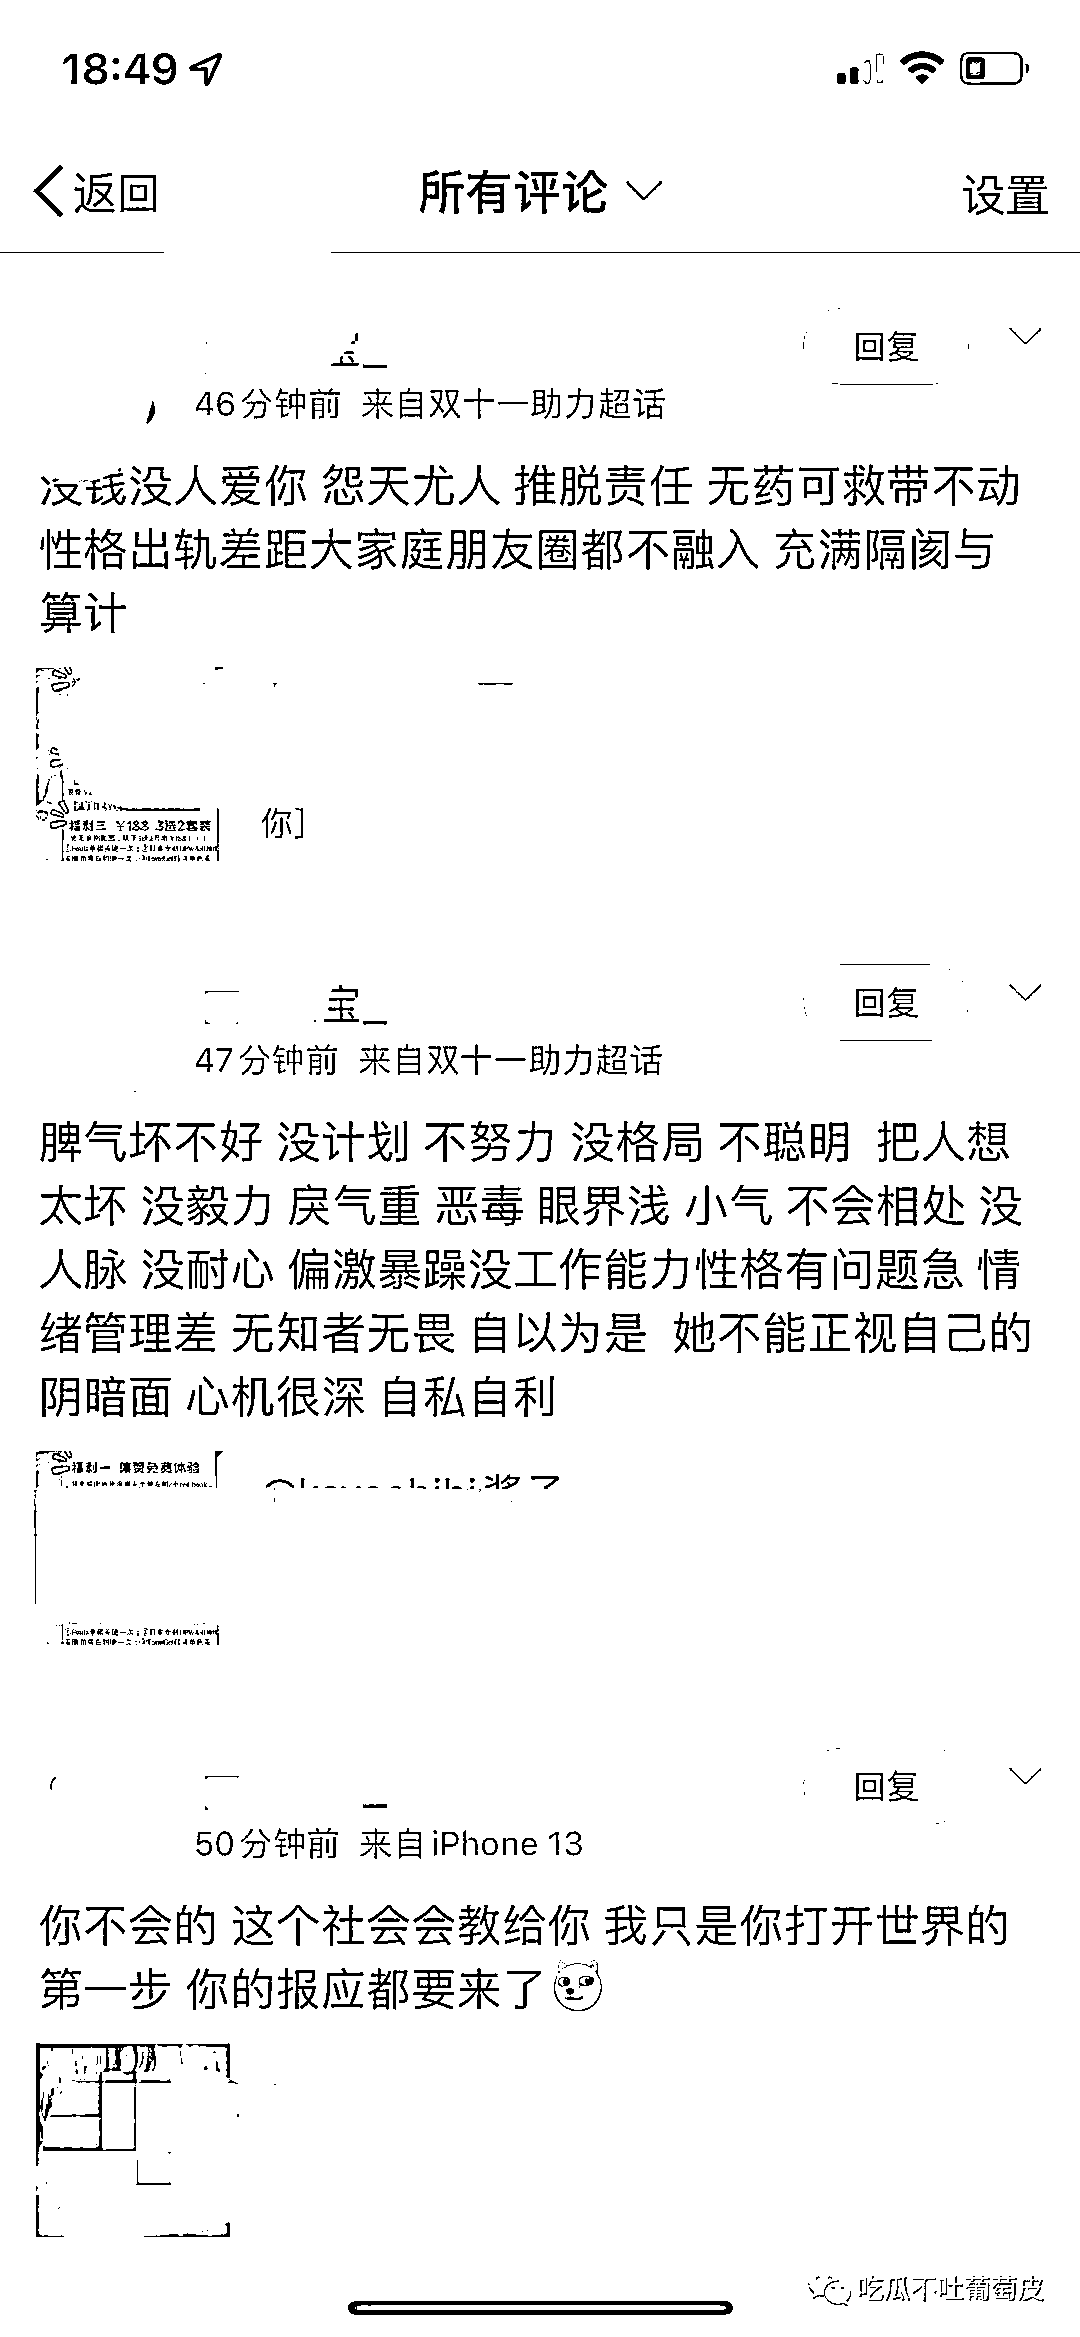 18:49
返回 所有评论 设置
回复
46分钟前 来自双十一助力超话
没钱没人爱你 怨天尤人 推脱责任 无药可救带不动
性格出轨差距大家庭朋友圈都不融入 充满隔阂与
算计
福利三 ¥188 3选2套装
你]
宝_
回复
47分钟前 来自双十一助力超话
脾气坏不好 没计划 不努力 没格局 不聪明 把人想
太坏 没毅力 戾气重 恶毒 眼界浅 小气 不会相处 没
人脉 没耐心 偏激暴躁没工作能力性格有问题急 情
绪管理差 无知者无畏 自以为是 她不能正视自己的
阴暗面 心机很深 自私自利
回复
50分钟前 来自iPhone 13
你不会的 这个社会会教给你 我只是你打开世界的
第一步 你的报应都要来了
吃瓜不吐葡萄皮